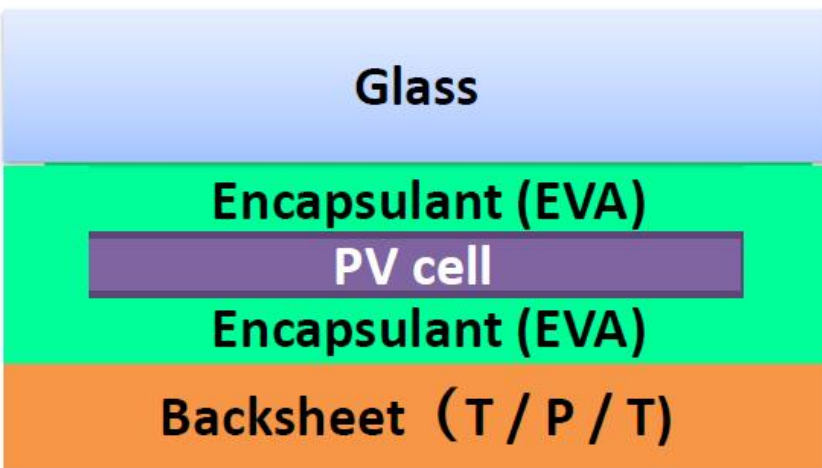 Glass
Encapsulant (EVA)
PV cell
Encapsulant (EVA)
Backsheet（T / P / T)